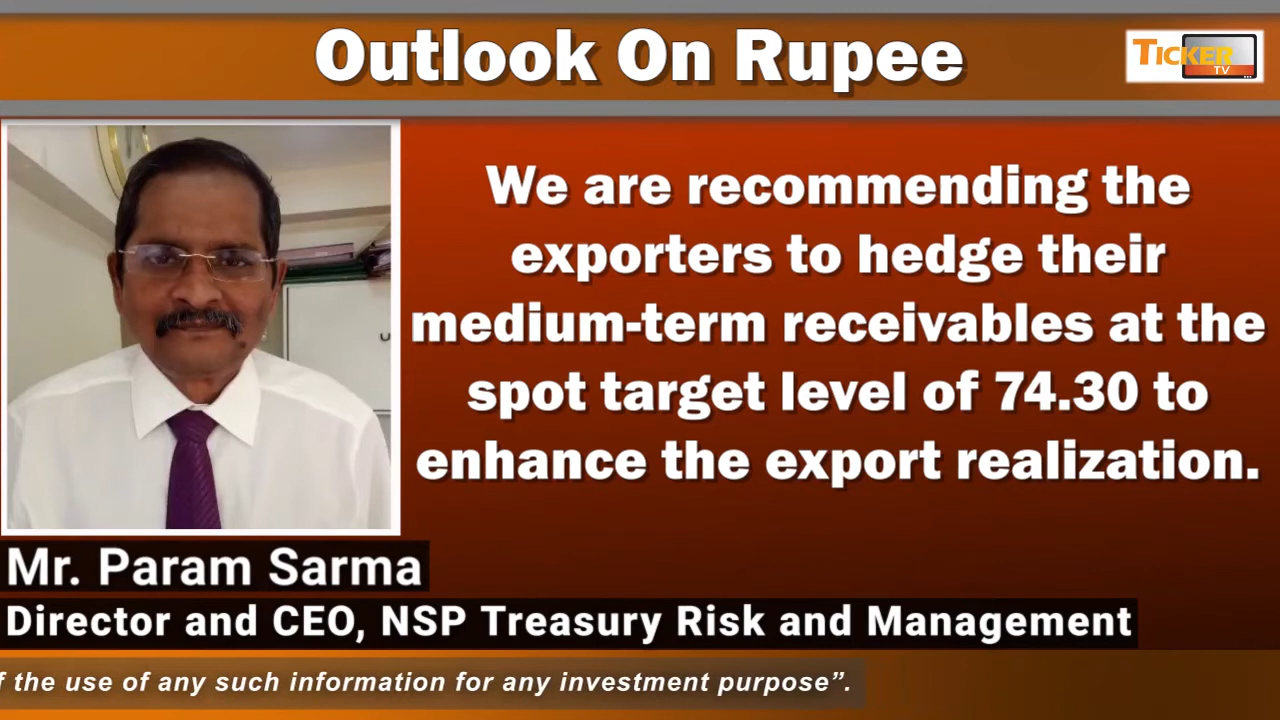 Outlook On Rupee
TICKER
TV
We are recommending the
exporters to hedge their
medium-term receivables at the
spot target level of 74.30 to
enhance the export realization.
Mr. Param Sarma
Director and CEO, NSP Treasury Risk and Management
f the use of any such information for any investment purpose”.